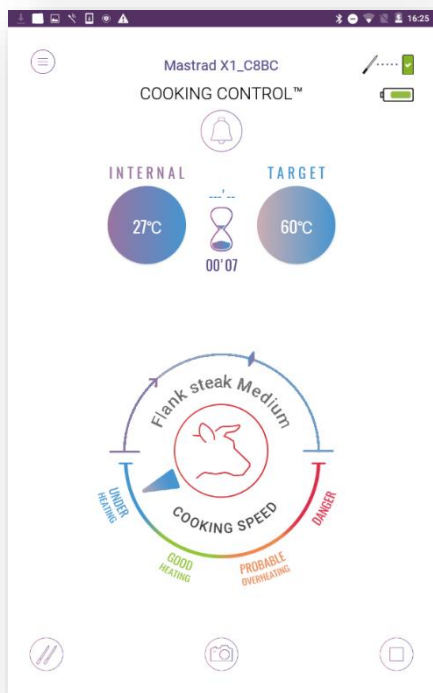 16:25
Mastrad X1_C8BC
COOKING CONTROL™
INTERNAL
TARGET
---'--
27°C
60°C
00'07
Flank steak Medium
COOKING SPEED
UNDER
HEATING
GOOD
HEATING
PROBABLE
OVERHEATING
DANGER